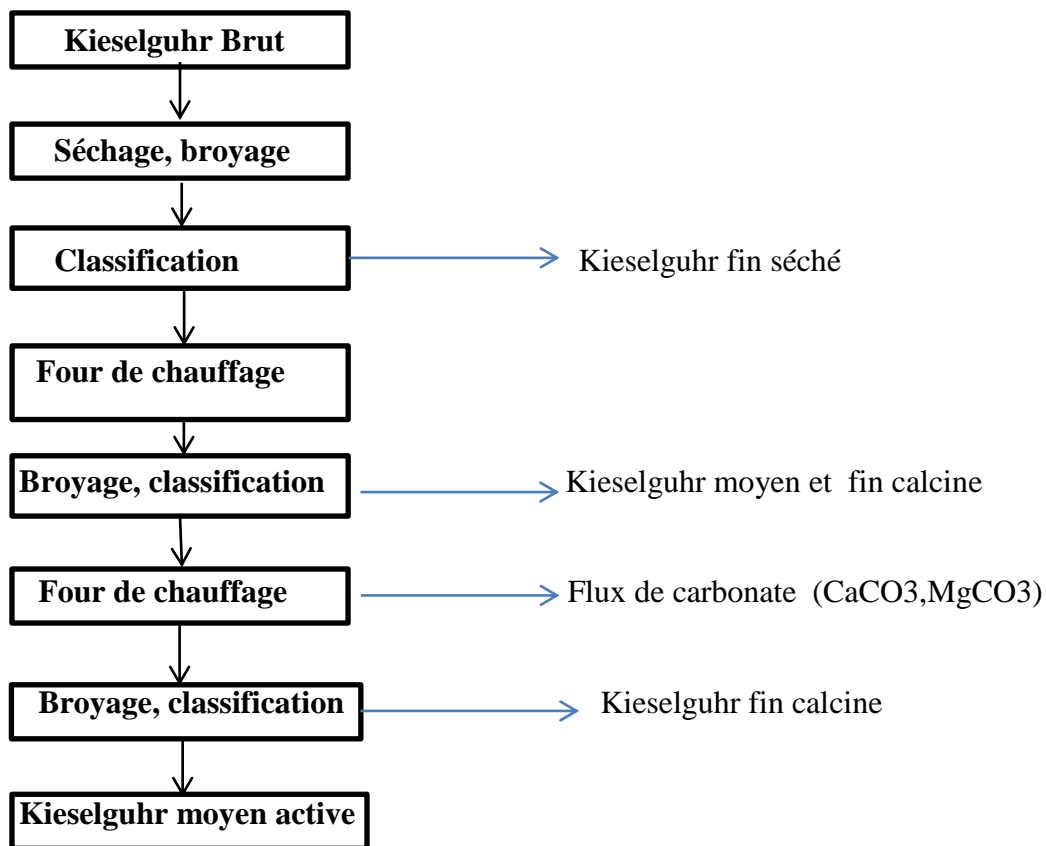 Kieselguhr Brut
Séchage, broyage
Classification
Kieselguhr fin séché
Four de chauffage
Broyage, classification
Kieselguhr moyen et fin calcine
Four de chauffage
Flux de carbonate (CaCO3,MgCO3)
Broyage, classification
Kieselguhr fin calcine
Kieselguhr moyen active